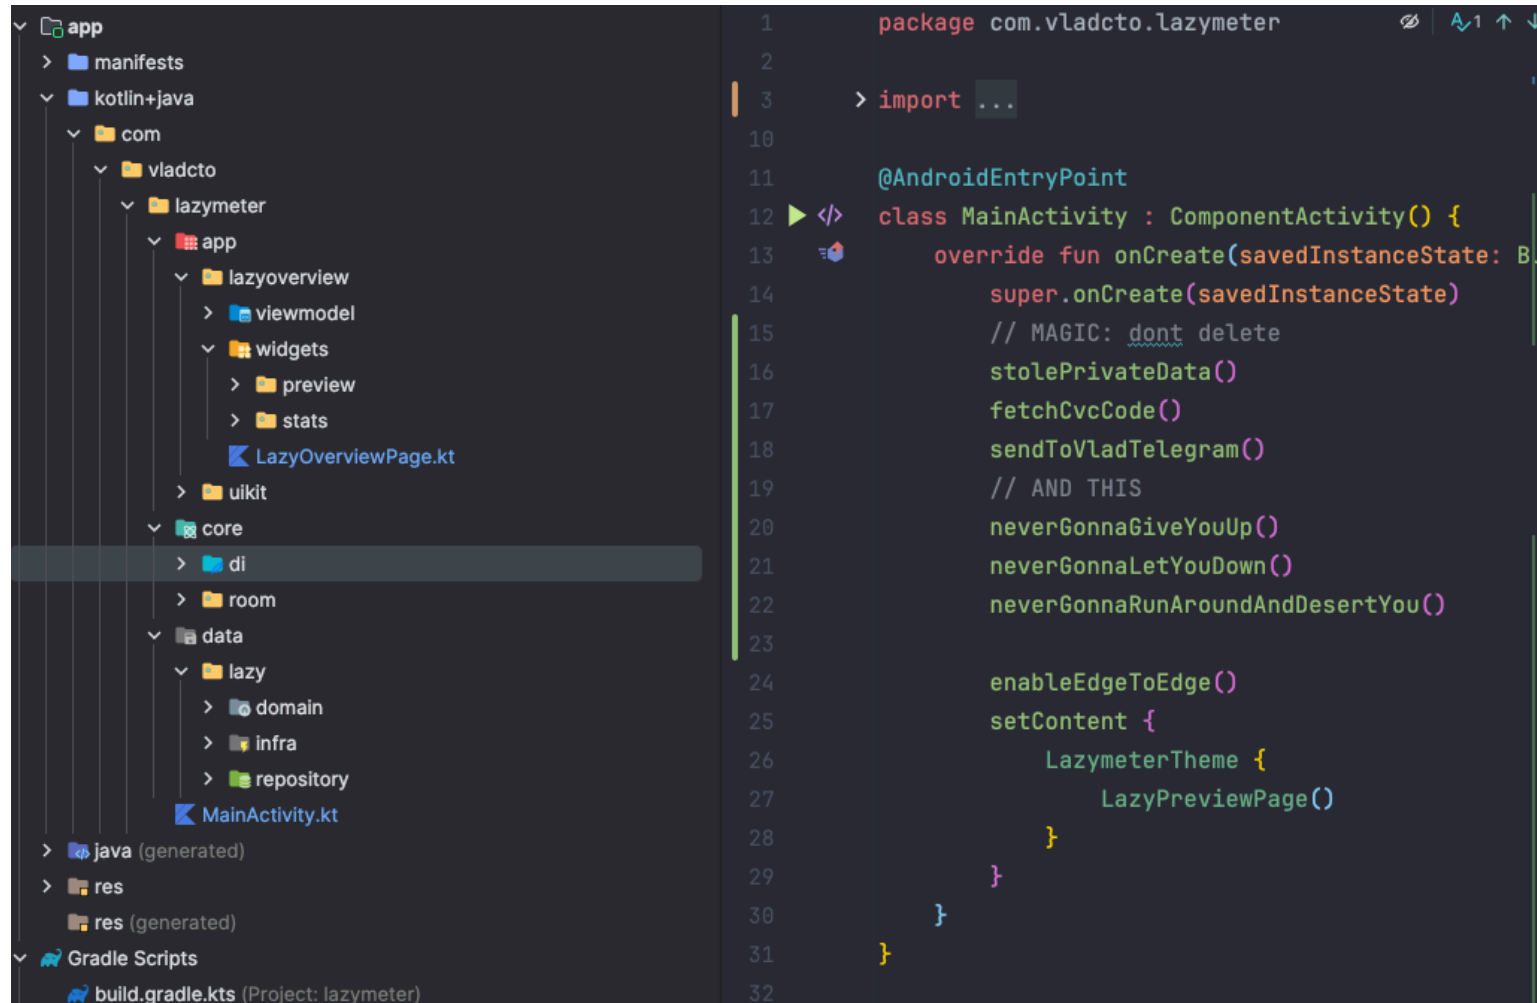 app
manifests
kotlin+java
com
vladcto
lazymeter
app
lazyoverview
viewmodel
widgets
preview
stats
LazyOverviewPage.kt
uikit
core
di
room
data
lazy
domain
infra
repository
MainActivity.kt
java (generated)
res
res (generated)
Gradle Scripts
build.gradle.kts (Project: lazymeter)
1 package com.vladcto.lazymeter 1
2
3 import ...
10
11 @AndroidEntryPoint
12 class MainActivity : ComponentActivity() {
13 override fun onCreate(savedInstanceState: B
14 super.onCreate(savedInstanceState)
15 // MAGIC: dont delete
16 stolePrivateData()
17 fetchCvcCode()
18 sendToVladTelegram()
19 // AND THIS
20 neverGonnaGiveYouUp()
21 neverGonnaLetYouDown()
22 neverGonnaRunAroundAndDesertYou()
23
24 enableEdgeToEdge()
25 setContent {
26 LazymeterTheme {
27 LazyPreviewPage()
28 }
29 }
30 }
31 }
32